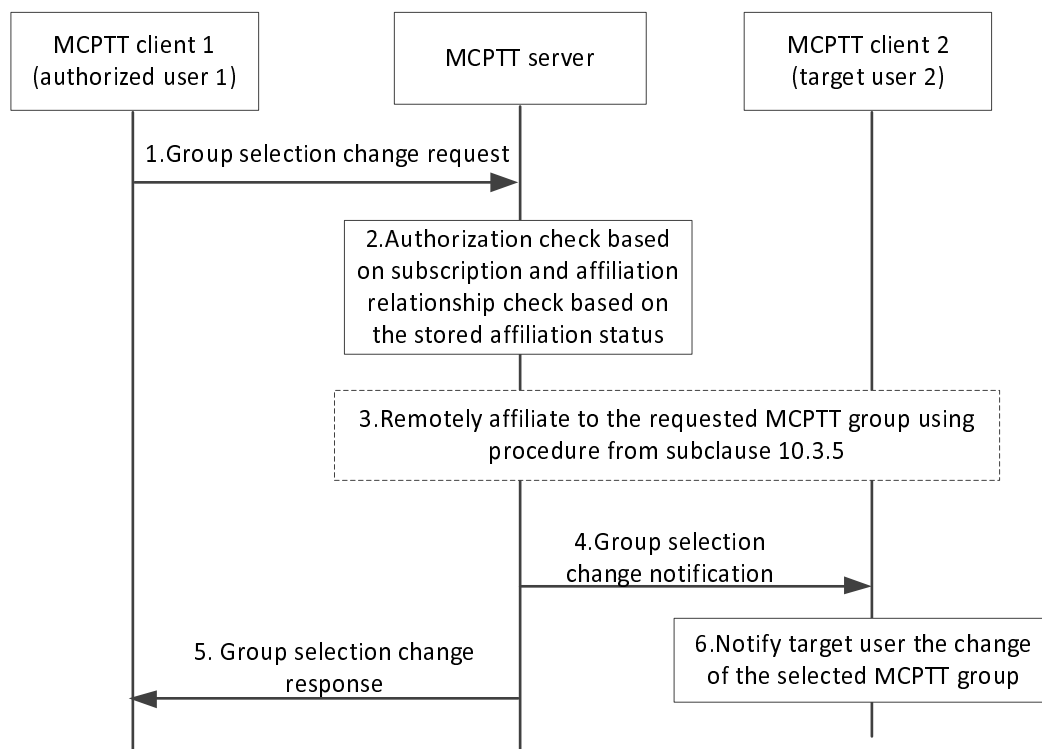 MCPTT client 1
(authorized user 1)
MCPTT server
MCPTT client 2
(target user 2)
1.Group selection change request
2.Authorization check based
on subscription and affiliation
relationship check based on
the stored affiliation status
3.Remotely affiliate to the requested MCPTT group using
procedure from subclause 10.3.5
4.Group selection
change notification
5. Group selection change
response
6.Notify target user the change
of the selected MCPTT group